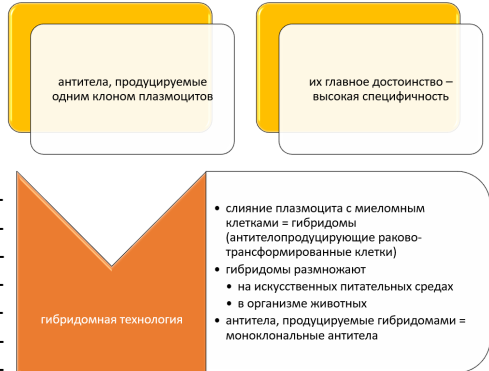 антитела, продуцируемые
одним клоном плазмоцитов
их главное достоинство –
высокая специфичность
гибридомная технология
• слияние плазмоцита с миеломным
клетками = гибридомы
(антителопродуцирующие раково-
трансформированные клетки)
• гибридомы размножают
• на искусственных питательных средах
• в организме животных
• антитела, продуцируемые гибридомами =
моноклональные антитела